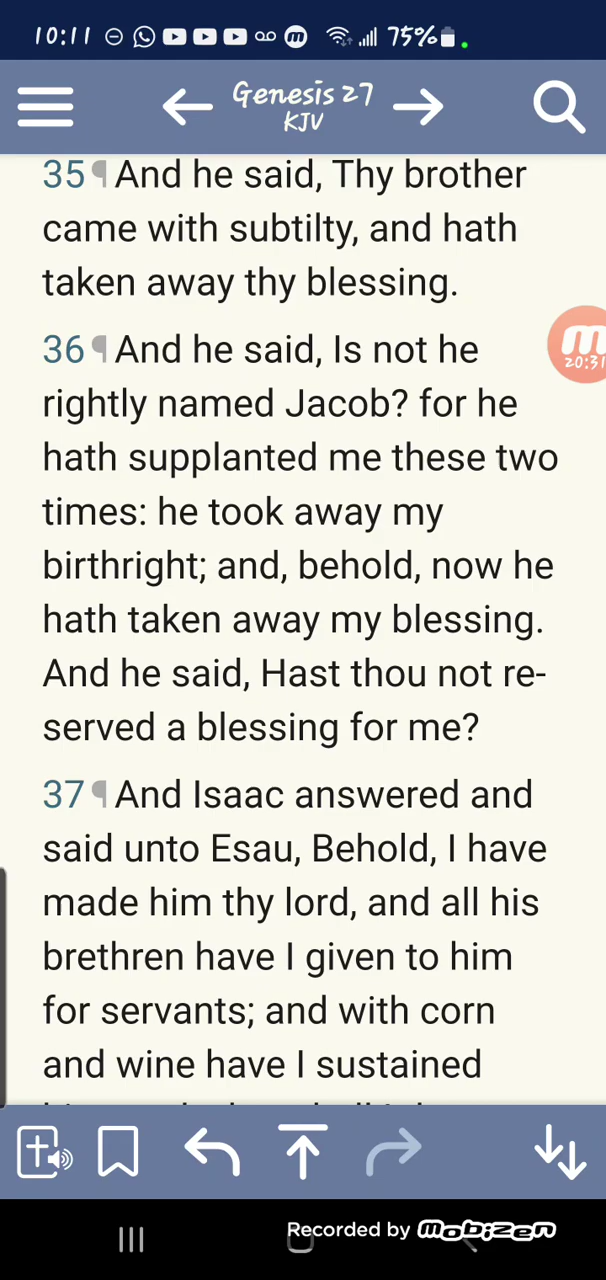 10:11 75%
Genesis 27
KJV
35 ¶ And he said, Thy brother
came with subtilty, and hath
taken away thy blessing.
36 ¶ And he said, Is not he
rightly named Jacob? for he
hath supplanted me these two
times: he took away my
birthright; and, behold, now he
hath taken away my blessing.
And he said, Hast thou not re-
served a blessing for me?
m
20:31
37 ¶ And Isaac answered and
said unto Esau, Behold, I have
made him thy lord, and all his
brethren have I given to him
for servants; and with corn
and wine have I sustained
Recorded by mobizen